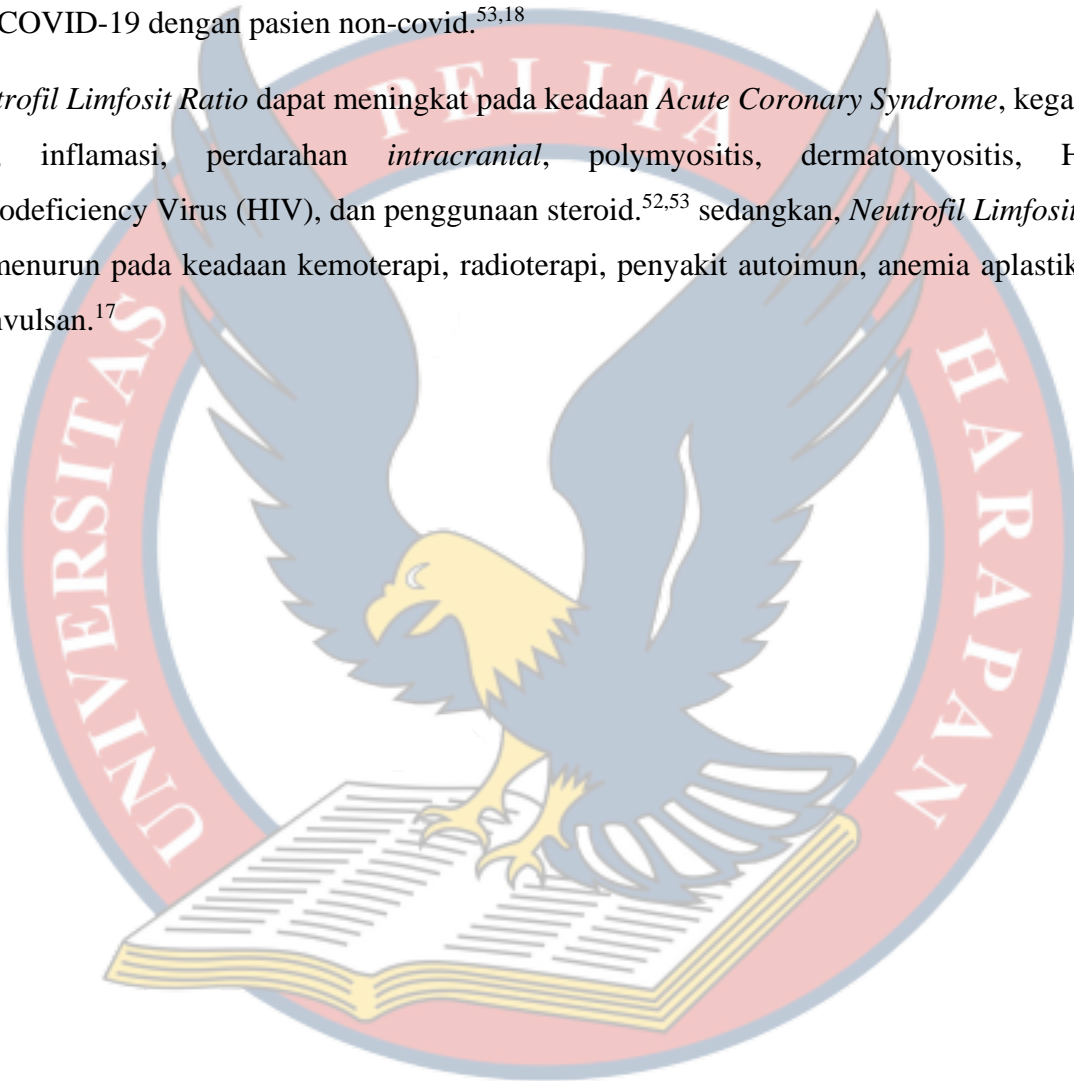 COVID-19 dengan pasien non-covid.53,18
trofil Limfosit Ratio dapat meningkat pada keadaan Acute Coronary Syndrome, kega
, inflamasi, perdarahan intracranial, polymyositis, dermatomyositis, H
odeficiency Virus (HIV), dan penggunaan steroid.52,53 sedangkan, Neutrofil Limfosit
menurun pada keadaan kemoterapi, radioterapi, penyakit autoimun, anemia aplastik
nvulsan.17
UNIVERSITAS PELITA HARAPAN